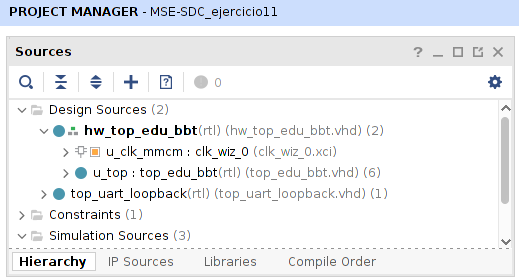 PROJECT MANAGER - MSE-SDC_ejercicio11
Sources
0
Design Sources (2)
hw_top_edu_bbt(rtl) (hw_top_edu_bbt.vhd) (2)
u_clk_mmcm : clk_wiz_0 (clk_wiz_0.xci)
u_top : top_edu_bbt(rtl) (top_edu_bbt.vhd) (6)
top_uart_loopback(rtl) (top_uart_loopback.vhd) (1)
Constraints (1)
Simulation Sources (3)
Hierarchy IP Sources Libraries Compile Order